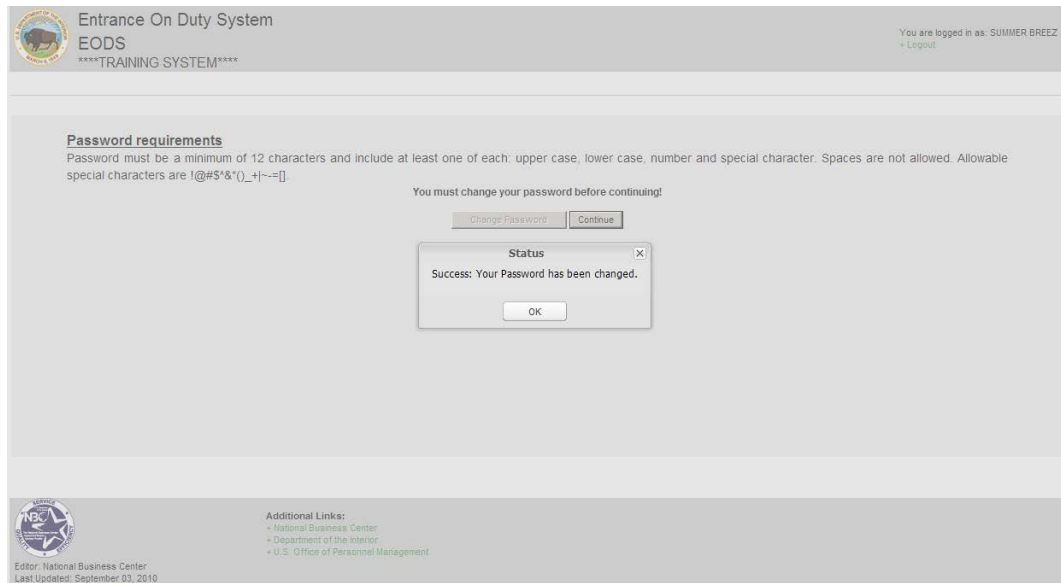 Entrance On Duty System
EODS
****TRAINING SYSTEM****
You are logged in as: SUMMER BREEZ
+ Logout
Password requirements
Password must be a minimum of 12 characters and include at least one of each: upper case, lower case, number and special character. Spaces are not allowed. Allowable
special characters are !@#$^&*()_+|~-=[].
You must change your password before continuing!
Change Password
Continue
Status
Success: Your Password has been changed.
OK
NBC
Additional Links:
+ National Business Center
+ Department of the Interior
+ U.S. Office of Personnel Management
Editor: National Business Center
Last Updated: September 03, 2010